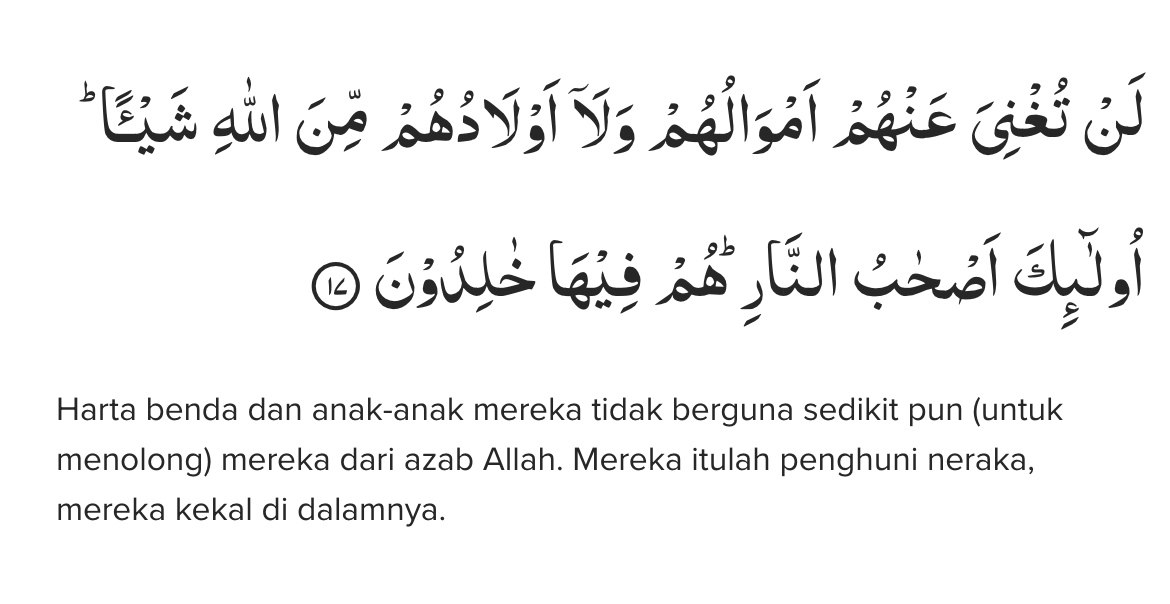 لَنْ تُغْنِيَ عَنْهُمْ اَمْوَالُهُمْ وَلَآ اَوْلَادُهُمْ مِّنَ اللّٰهِ شَيْـًٔاۗ
اُولٰۤىِٕكَ اَصْحٰبُ النَّارِۗ هُمْ فِيْهَا خٰلِدُوْنَ ١٧
Harta benda dan anak-anak mereka tidak berguna sedikit pun (untuk
menolong) mereka dari azab Allah. Mereka itulah penghuni neraka,
mereka kekal di dalamnya.